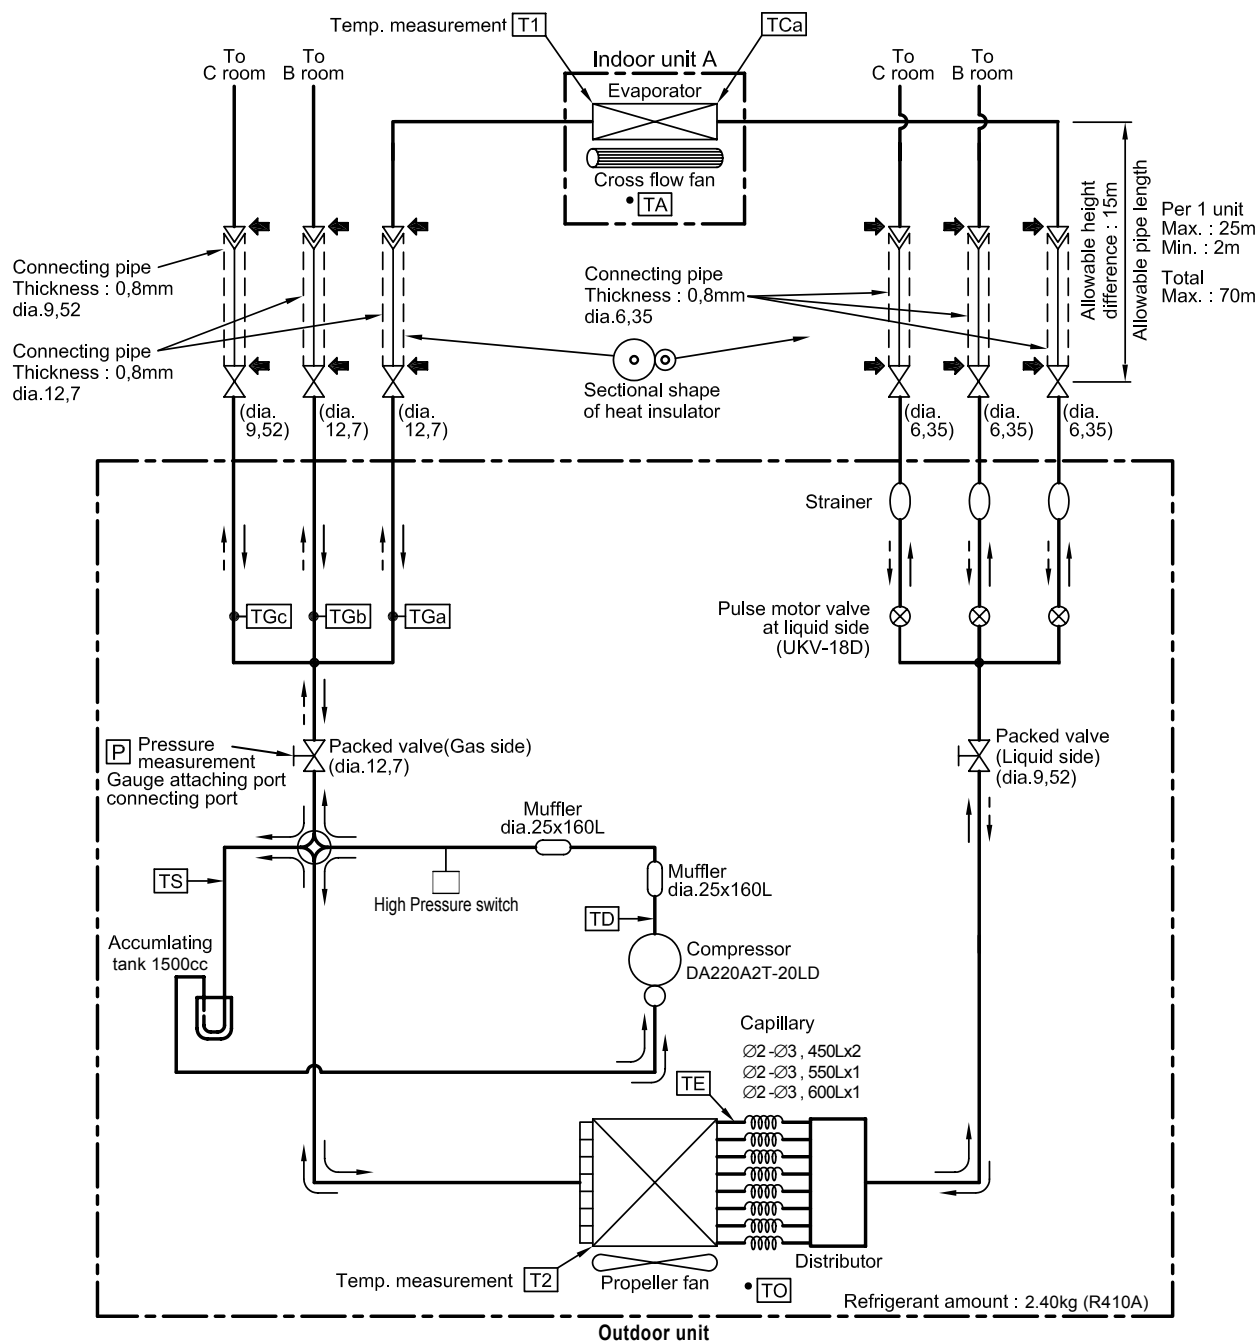 Temp. measurement T1
TCa
To
C room
To
B room
Indoor unit A
Evaporator
Cross flow fan
TA
To
C room
To
B room
Allowable height
difference : 15m
Allowable pipe length
Per 1 unit
Max. : 25m
Min. : 2m
Total
Max. : 70m
Connecting pipe
Thickness : 0,8mm
dia.9,52
Connecting pipe
Thickness : 0,8mm
dia.12,7
Connecting pipe
Thickness : 0,8mm
dia.6,35
Sectional shape
of heat insulator
(dia.
9,52)
(dia.
12,7)
(dia.
12,7)
(dia.
6,35)
(dia.
6,35)
(dia.
6,35)
Strainer
TGc
TGb
TGa
Pulse motor valve
at liquid side
(UKV-18D)
P Pressure
measurement
Gauge attaching port
connecting port
Packed valve(Gas side)
(dia.12,7)
Packed valve
(Liquid side)
(dia.9,52)
Muffler
dia.25x160L
Muffler
dia.25x160L
TS
High Pressure switch
TD
Accumlating
tank 1500cc
Compressor
DA220A2T-20LD
Capillary
∅2-∅3 , 450Lx2
∅2-∅3 , 550Lx1
∅2-∅3 , 600Lx1
TE
Distributor
Temp. measurement T2
Propeller fan
TO
Refrigerant amount : 2.40kg (R410A)
Outdoor unit